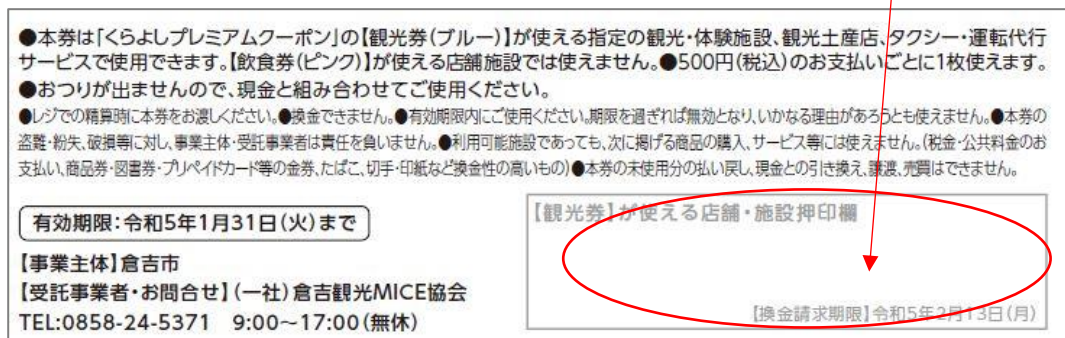 ●本券は「くらよしプレミアムクーポン」の【観光券(ブルー)】が使える指定の観光・体験施設、観光土産店、タクシー・運転代行
サービスで使用できます。【飲食券(ピンク)】が使える店舗施設では使えません。●500円(税込)のお支払いごとに1枚使えます。
●おつりが出ませんので、現金と組み合わせてご使用ください。
●レジでの精算時に本券をお渡しください。●換金できません。●有効期限内にご使用ください。期限を過ぎれば無効となり、いかなる理由があろうとも使えません。●本券の
盗難・紛失、破損等に対し、事業主体・受託事業者は責任を負いません。●利用可能施設であっても、次に掲げる商品の購入、サービス等には使えません。(税金・公共料金のお
支払い、商品券・図書券・プリペイドカード等の金券、たばこ、切手・印紙など換金性の高いもの)●本券の未使用分の払い戻し、現金との引き換え、譲渡、売買はできません。
有効期限:令和5年1月31日(火)まで
【事業主体】倉吉市
【受託事業者・お問合せ】(一社)倉吉観光MICE協会
TEL:0858-24-5371 9:00~17:00(無休)
【観光券】が使える店舗・施設押印欄
【換金請求期限】令和5年2月13日(月)